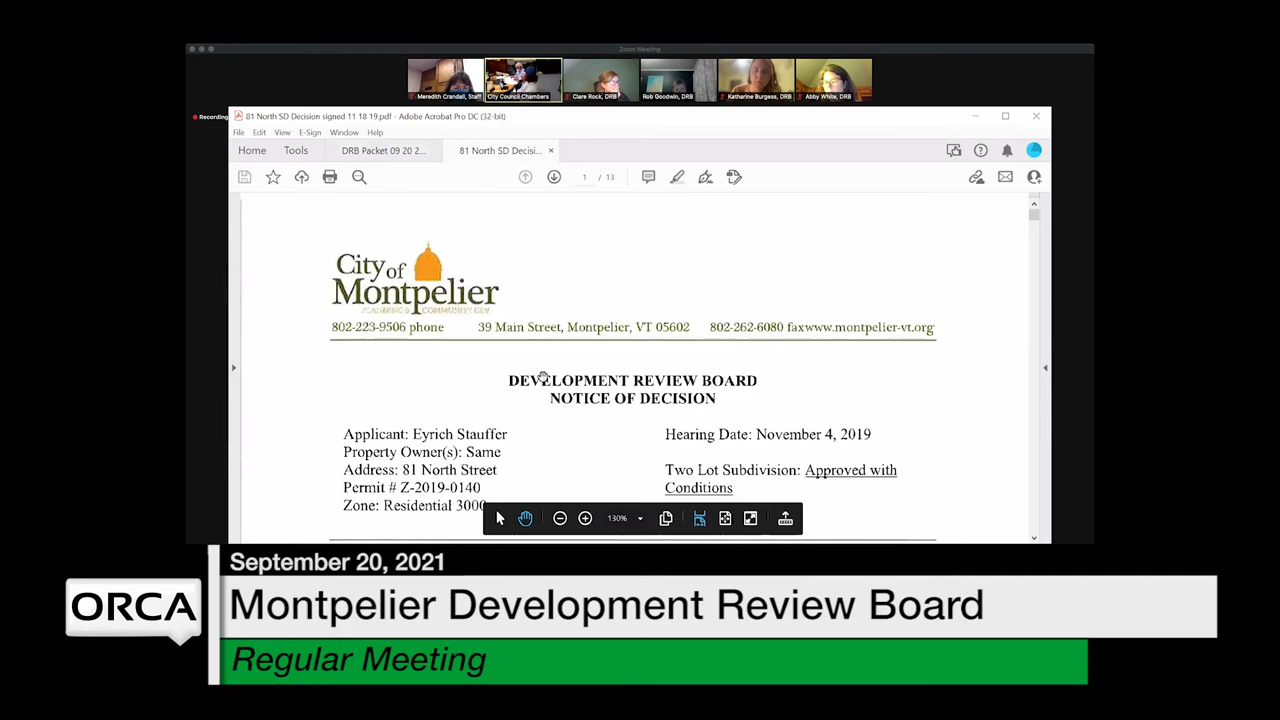 Zoom Meeting
Meredith Crandall, Staff
City Council Chambers
Clare Rock, DRB
Rob Goodwin, DRB
Katharine Burgess, DRB
Abby White, DRB
Recording
81 North SD Decision signed 11 18 19.pdf - Adobe Acrobat Pro DC (32-bit)
File Edit View E-Sign Window Help
Home Tools DRB Packet 09 20 2... 81 North SD Decisi... ×
1 / 13
City of
Montpelier
PLANNING & COMMUNITY DEV.
802-223-9506 phone 39 Main Street, Montpelier, VT 05602 802-262-6080 faxwww.montpelier-vt.org
DEVELOPMENT REVIEW BOARD
NOTICE OF DECISION
Applicant: Eyrich Stauffer Hearing Date: November 4, 2019
Property Owner(s): Same
Address: 81 North Street Two Lot Subdivision: Approved with
Permit # Z-2019-0140 Conditions
Zone: Residential 3000
130%
September 20, 2021
ORCA
Montpelier Development Review Board
Regular Meeting